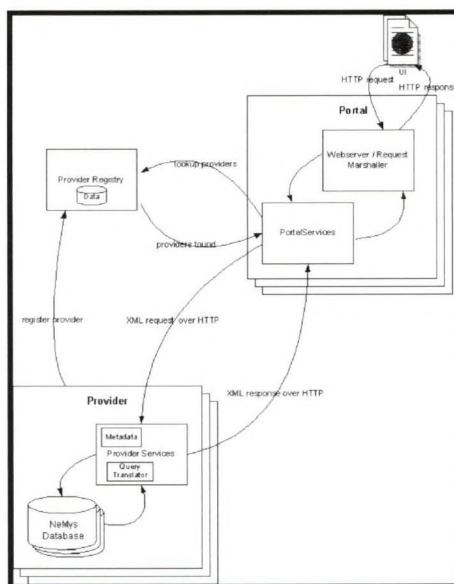 UI
HTTP request
HTTP respons
Portal
Webserver / Request
Marshaller
lookup providers
Provider Registry
Data
PortalServices
providers found
register provider
XML request over HTTP
XML response over HTTP
Provider
Metadata
Provider Services
Query
Translator
NeMys
Database